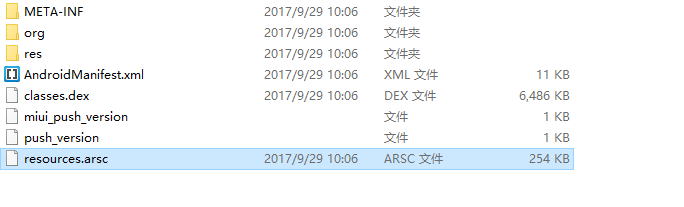 META-INF 2017/9/29 10:06 文件夹
org 2017/9/29 10:06 文件夹
res 2017/9/29 10:06 文件夹
AndroidManifest.xml 2017/9/29 10:06 XML 文件 11 KB
classes.dex 2017/9/29 10:06 DEX 文件 6,486 KB
miui_push_version 文件 1 KB
push_version 文件 1 KB
resources.arsc 2017/9/29 10:06 ARSC 文件 254 KB